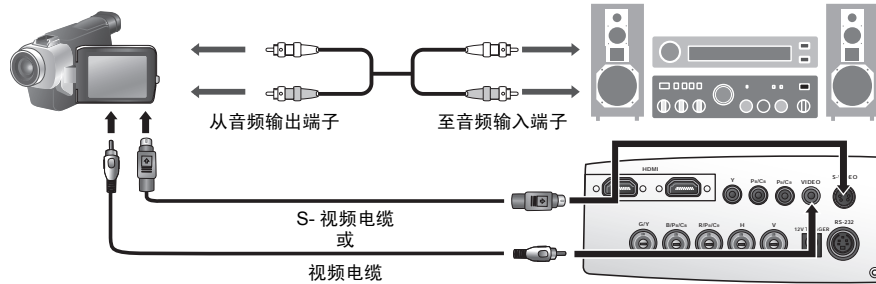 从音频输出端子
至音频输入端子
HDMI
Y
PB/CB
PR/CR
VIDEO
S-VIDEO
S- 视频电缆
或
视频电缆
G/Y
B/PB/CB
R/PR/CR
H
V
RS-232